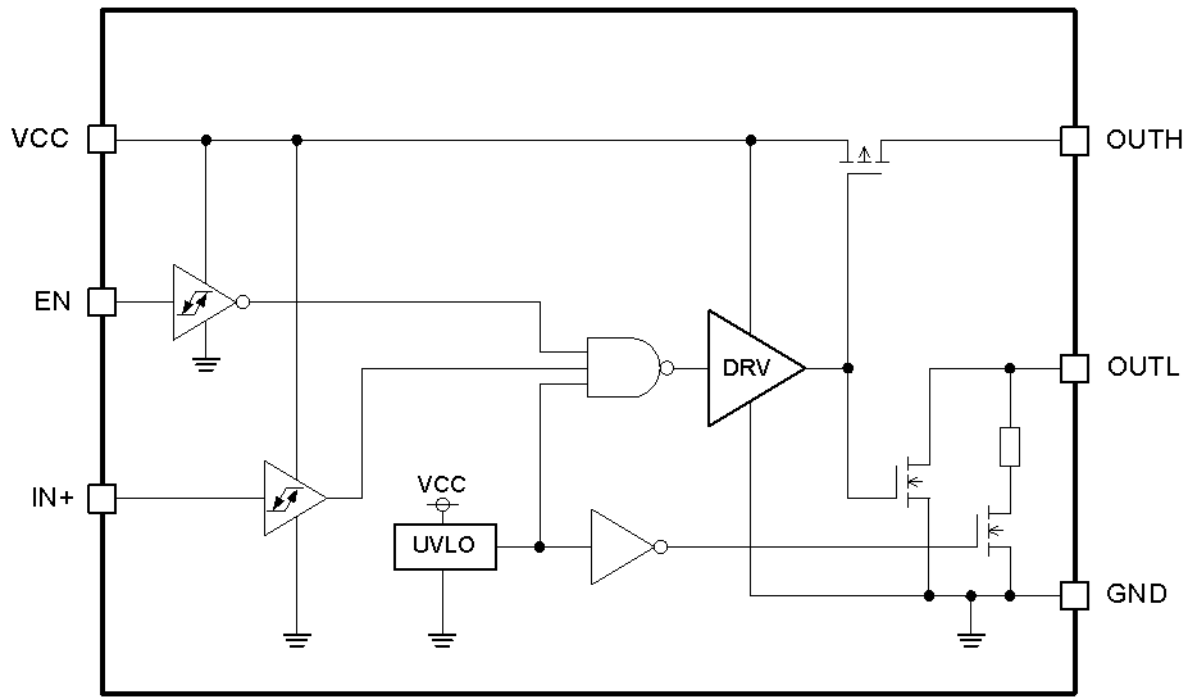 VCC
OUTH
EN
DRV
OUTL
IN+
VCC
UVLO
GND